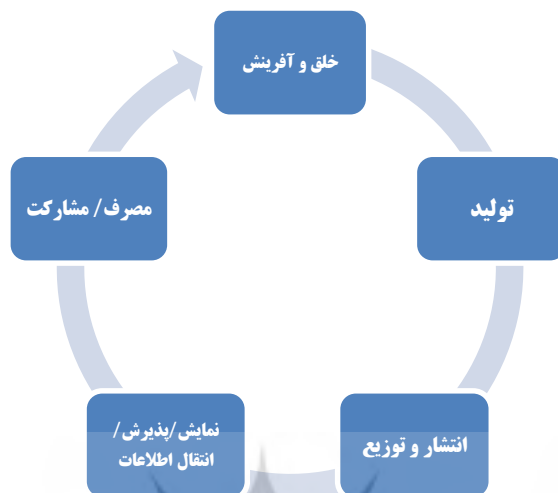 خلق و آفرینش
تولید
انتشار و توزیع
نمایش/پذیرش/
انتقال اطلاعات
مصرف/ مشارکت